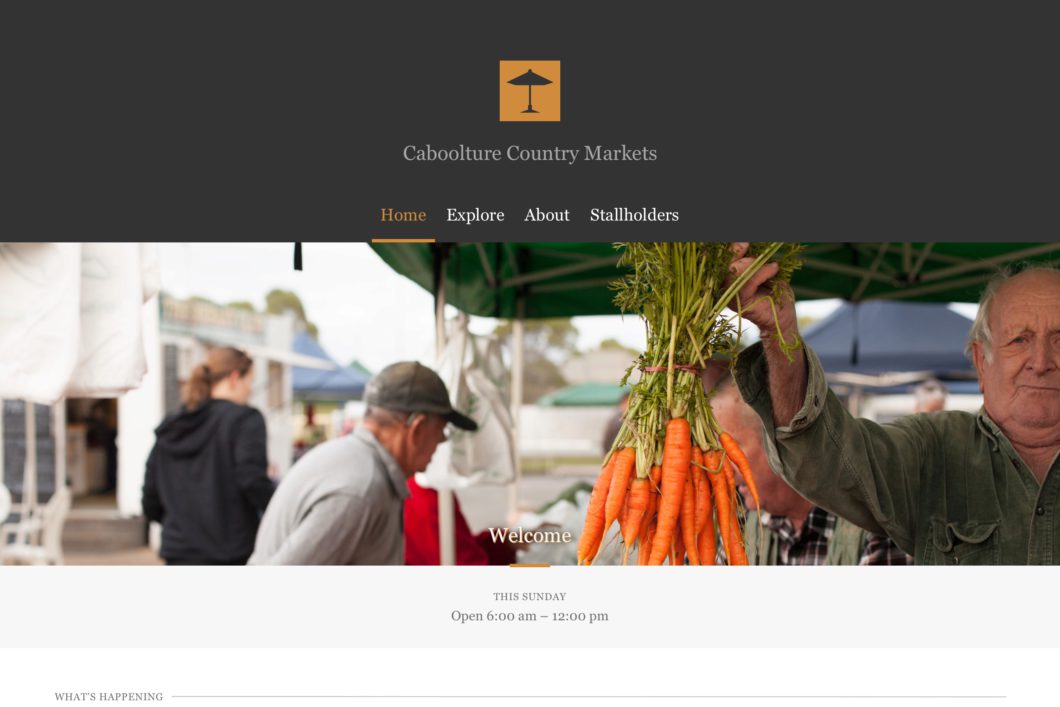 Caboolture Country Markets
Home Explore About Stallholders
Welcome
THIS SUNDAY
Open 6:00 am – 12:00 pm
WHAT'S HAPPENING